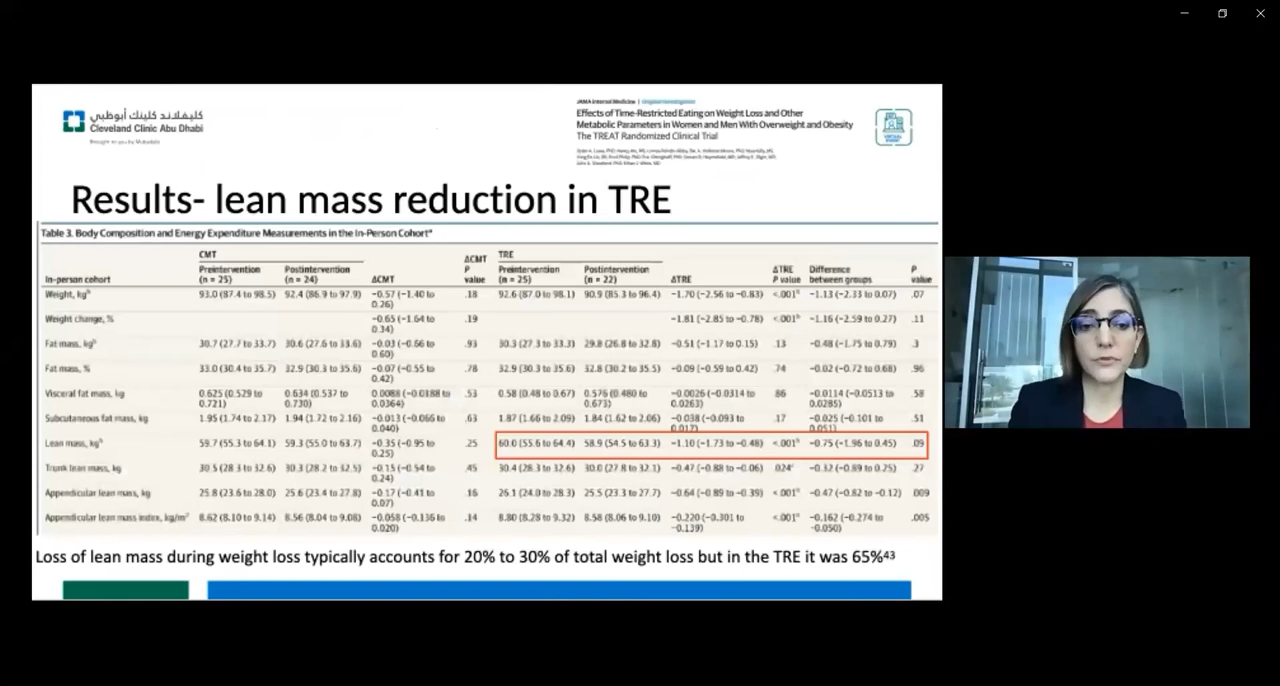 كليفلاند كلينك أبوظبي
Cleveland Clinic Abu Dhabi
JAMA Internal Medicine | Original Investigation
Effects of Time-Restricted Eating on Weight Loss and Other
Metabolic Parameters in Women and Men With Overweight and Obesity
The TREAT Randomized Clinical Trial
VIRTUAL EVENT
Results- lean mass reduction in TRE
Table 3. Body Composition and Energy Expenditure Measurements in the In-Person Cohortᵃ
CMT ΔCMT TRE
In-person cohort Preintervention (n = 25) Postintervention (n = 24) ΔCMT P value Preintervention (n = 25) Postintervention (n = 22) ΔTRE ΔTRE P value Difference between groups P value
Weight, kgᵇ 93.0 (87.4 to 98.5) 92.4 (86.9 to 97.9) −0.57 (−1.40 to 0.26) .18 92.6 (87.0 to 98.1) 90.9 (85.3 to 96.4) −1.70 (−2.56 to −0.83) <.001ᵇ −1.13 (−2.33 to 0.07) .07
Weight change, % −0.65 (−1.64 to 0.34) .19 −1.81 (−2.85 to −0.78) <.001ᵇ −1.16 (−2.59 to 0.27) .11
Fat mass, kgᵇ 30.7 (27.7 to 33.7) 30.6 (27.6 to 33.6) −0.03 (−0.66 to 0.60) .93 30.3 (27.3 to 33.3) 29.8 (26.8 to 32.8) −0.51 (−1.17 to 0.15) .13 −0.48 (−1.75 to 0.79) .3
Fat mass, % 33.0 (30.4 to 35.7) 32.9 (30.3 to 35.6) −0.07 (−0.55 to 0.42) .78 32.9 (30.3 to 35.6) 32.8 (30.2 to 35.5) −0.09 (−0.59 to 0.42) 74 −0.02 (−0.72 to 0.68) .96
Visceral fat mass, kg 0.625 (0.529 to 0.721) 0.634 (0.537 to 0.730) 0.0088 (−0.0188 to 0.0364) .53 0.58 (0.48 to 0.67) 0.576 (0.480 to 0.673) −0.0026 (−0.0314 to 0.0263) 86 −0.0114 (−0.0513 to 0.0285) .58
Subcutaneous fat mass, kg 1.95 (1.74 to 2.17) 1.94 (1.72 to 2.16) −0.013 (−0.066 to 0.040) .63 1.87 (1.66 to 2.09) 1.84 (1.62 to 2.06) −0.038 (−0.093 to 0.017) .17 −0.025 (−0.101 to 0.051) .51
Lean mass, kgᵇ 59.7 (55.3 to 64.1) 59.3 (55.0 to 63.7) −0.35 (−0.95 to 0.25) .25 60.0 (55.6 to 64.4) 58.9 (54.5 to 63.3) −1.10 (−1.73 to −0.48) <.001ᵇ −0.75 (−1.96 to 0.45) .09
Trunk lean mass, kg 30.5 (28.3 to 32.6) 30.3 (28.2 to 32.5) −0.15 (−0.54 to 0.24) .45 30.4 (28.3 to 32.6) 30.0 (27.8 to 32.1) −0.47 (−0.88 to −0.06) .024ᶜ −0.32 (−0.89 to 0.25) 27
Appendicular lean mass, kg 25.8 (23.6 to 28.0) 25.6 (23.4 to 27.8) −0.17 (−0.41 to 0.07) .16 26.1 (24.0 to 28.3) 25.5 (23.3 to 27.7) −0.64 (−0.89 to −0.39) <.001ᵇ −0.47 (−0.82 to −0.12) 009
Appendicular lean mass index, kg/m² 8.62 (8.10 to 9.14) 8.56 (8.04 to 9.08) −0.058 (−0.136 to 0.020) .14 8.80 (8.28 to 9.32) 8.58 (8.06 to 9.10) −0.220 (−0.301 to −0.139) <.001ᵇ −0.162 (−0.274 to −0.050) .005
Loss of lean mass during weight loss typically accounts for 20% to 30% of total weight loss but in the TRE it was 65%⁴³